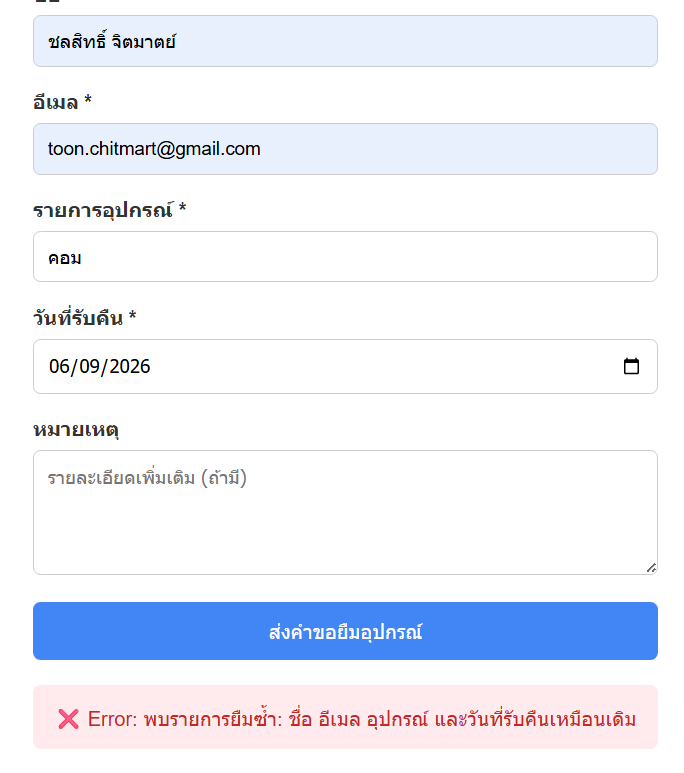 ชลสิทธิ์ จิตมาตย์
อีเมล *
toon.chitmart@gmail.com
รายการอุปกรณ์ *
คอม
วันที่รับคืน *
06/09/2026
หมายเหตุ
รายละเอียดเพิ่มเติม (ถ้ามี)
ส่งคำขอยืมอุปกรณ์
❌ Error: พบรายการยืมซ้ำ: ชื่อ อีเมล อุปกรณ์ และวันที่รับคืนเหมือนเดิม